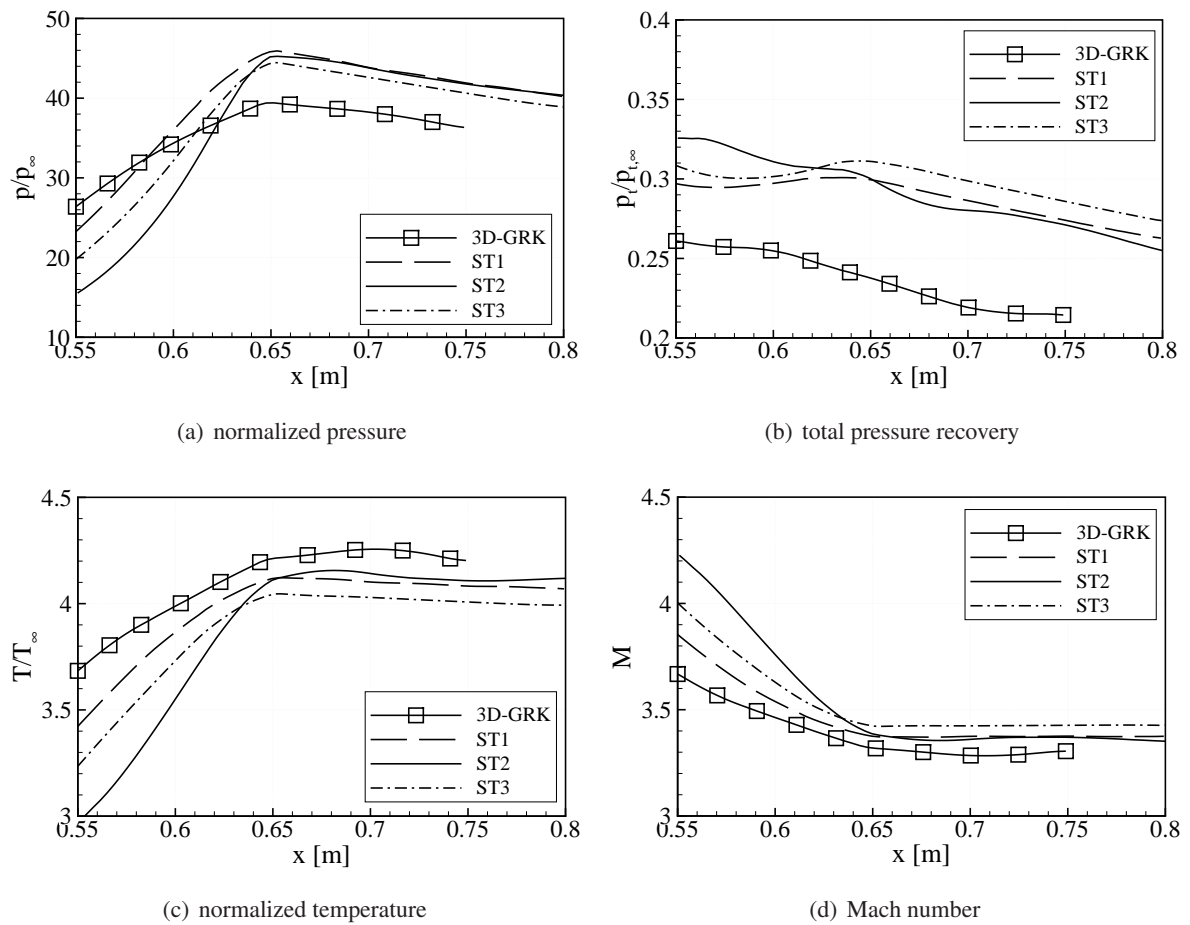 50
40
30
20
10
p/p∞
3D-GRK
ST1
ST2
ST3
0.55 0.6 0.65 0.7 0.75 0.8
x [m]
(a) normalized pressure
0.4
0.35
0.3
0.25
0.2
pt/pt,∞
3D-GRK
ST1
ST2
ST3
0.55 0.6 0.65 0.7 0.75 0.8
x [m]
(b) total pressure recovery
4.5
4
3.5
3
T/T∞
3D-GRK
ST1
ST2
ST3
0.55 0.6 0.65 0.7 0.75 0.8
x [m]
(c) normalized temperature
4.5
4
3.5
3
M
3D-GRK
ST1
ST2
ST3
0.55 0.6 0.65 0.7 0.75 0.8
x [m]
(d) Mach number